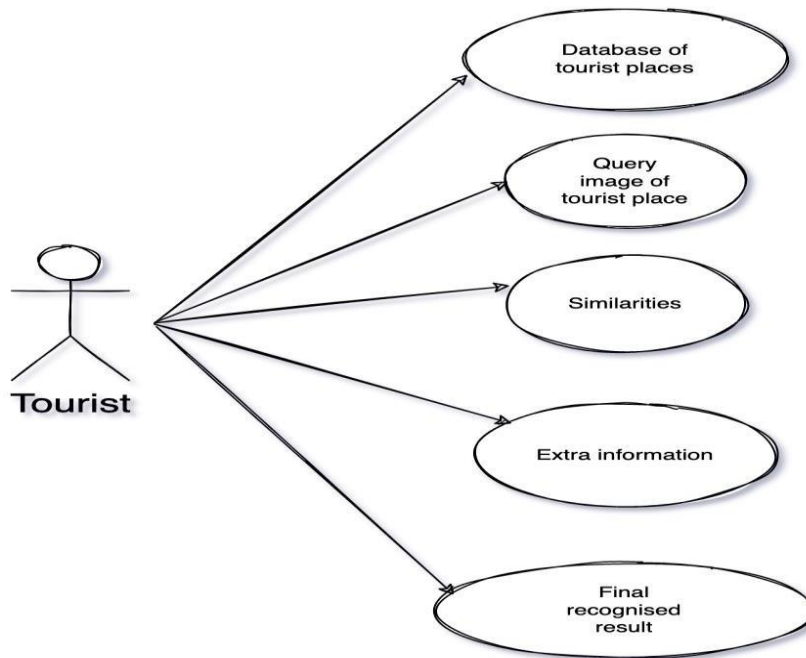 Database of
tourist places
Query
image of
tourist place
Similarities
Tourist
Extra information
Final
recognised
result